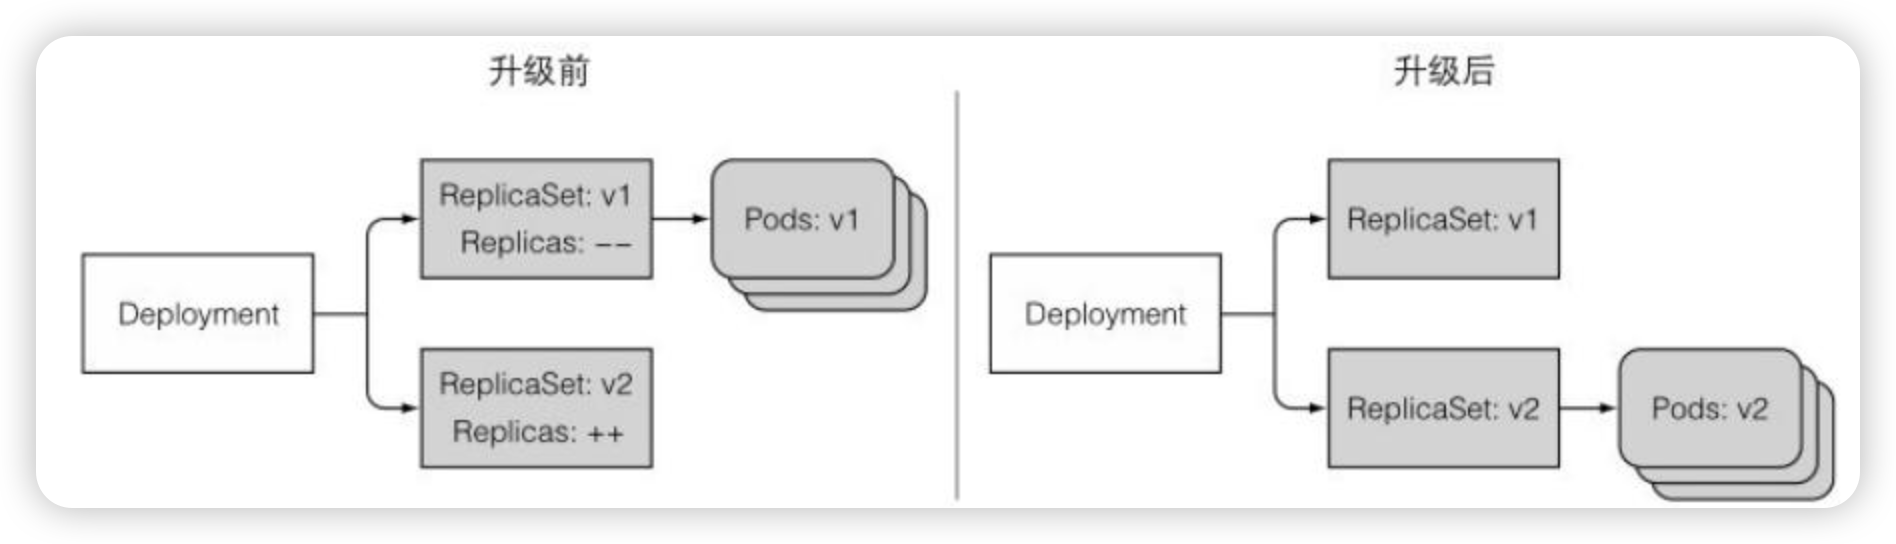 升级前
Deployment
ReplicaSet: v1
Replicas: −−
Pods: v1
ReplicaSet: v2
Replicas: ++
升级后
Deployment
ReplicaSet: v1
ReplicaSet: v2
Pods: v2